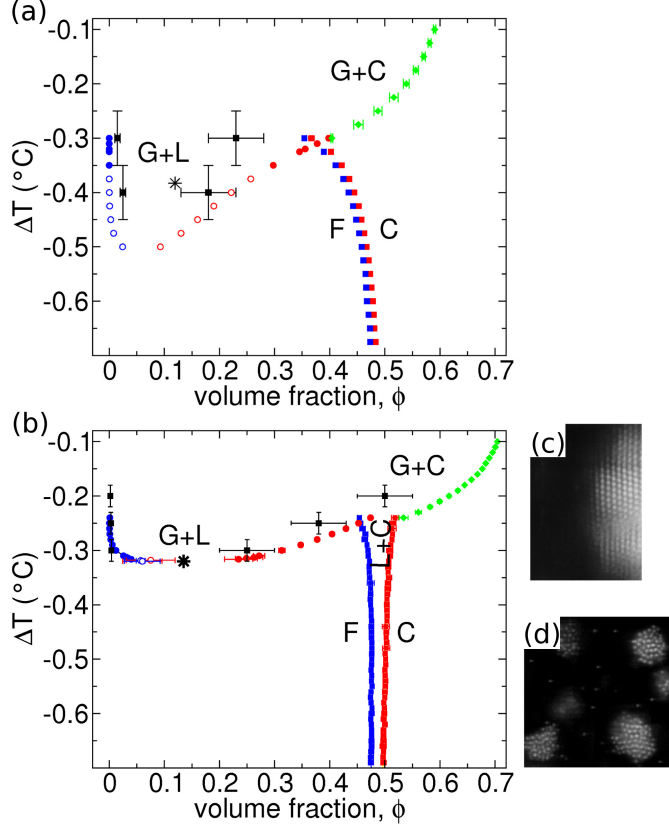 (a)
-0.1
-0.2
-0.3
-0.4
-0.5
-0.6
ΔT (°C)
G+C
G+L
F
C
0 0.1 0.2 0.3 0.4 0.5 0.6 0.7
volume fraction, ϕ
(b)
-0.1
-0.2
-0.3
-0.4
-0.5
-0.6
ΔT (°C)
G+C
G+L
L+C
F
C
0 0.1 0.2 0.3 0.4 0.5 0.6 0.7
volume fraction, ϕ
(c)
(d)